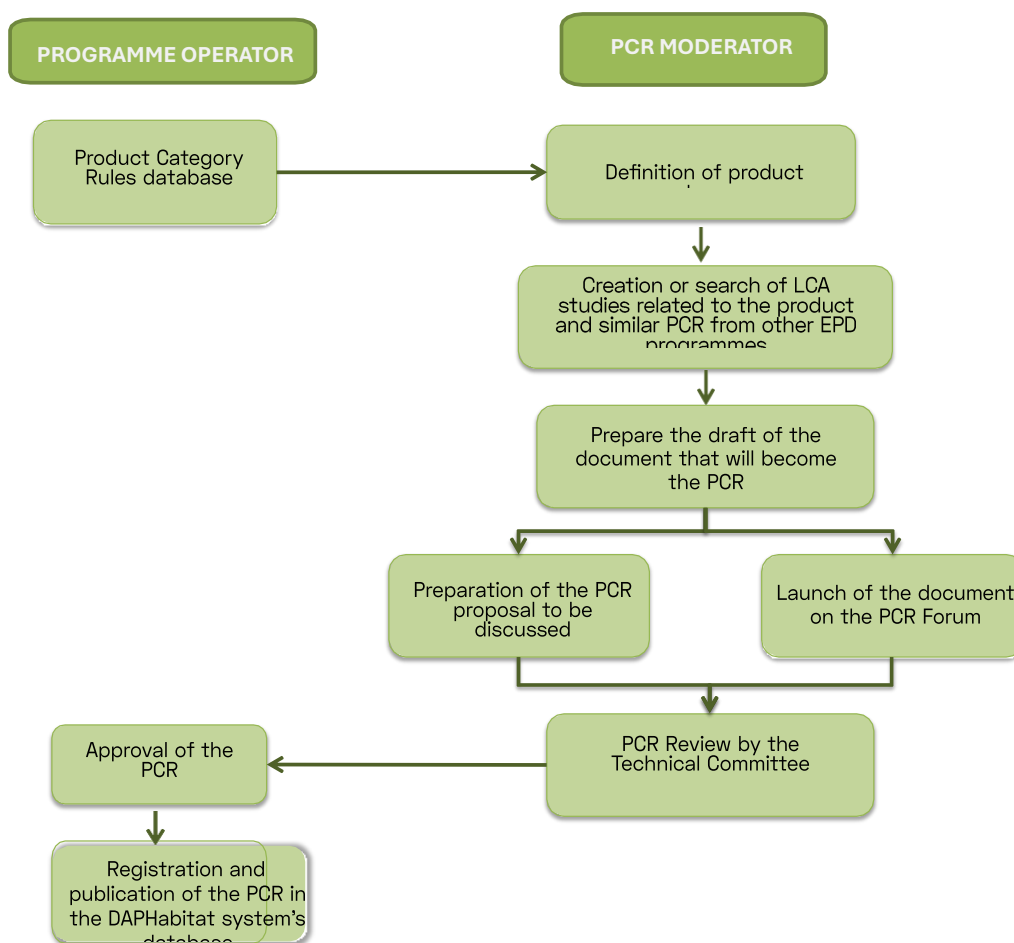 PROGRAMME OPERATOR
PCR MODERATOR
Product Category
Rules database
Definition of product
Creation or search of LCA
studies related to the product
and similar PCR from other EPD
programmes
Prepare the draft of the
document that will become
the PCR
Preparation of the PCR
proposal to be
discussed
Launch of the document
on the PCR Forum
PCR Review by the
Technical Committee
Approval of the
PCR
Registration and
publication of the PCR in
the DAPHabitat system's
database